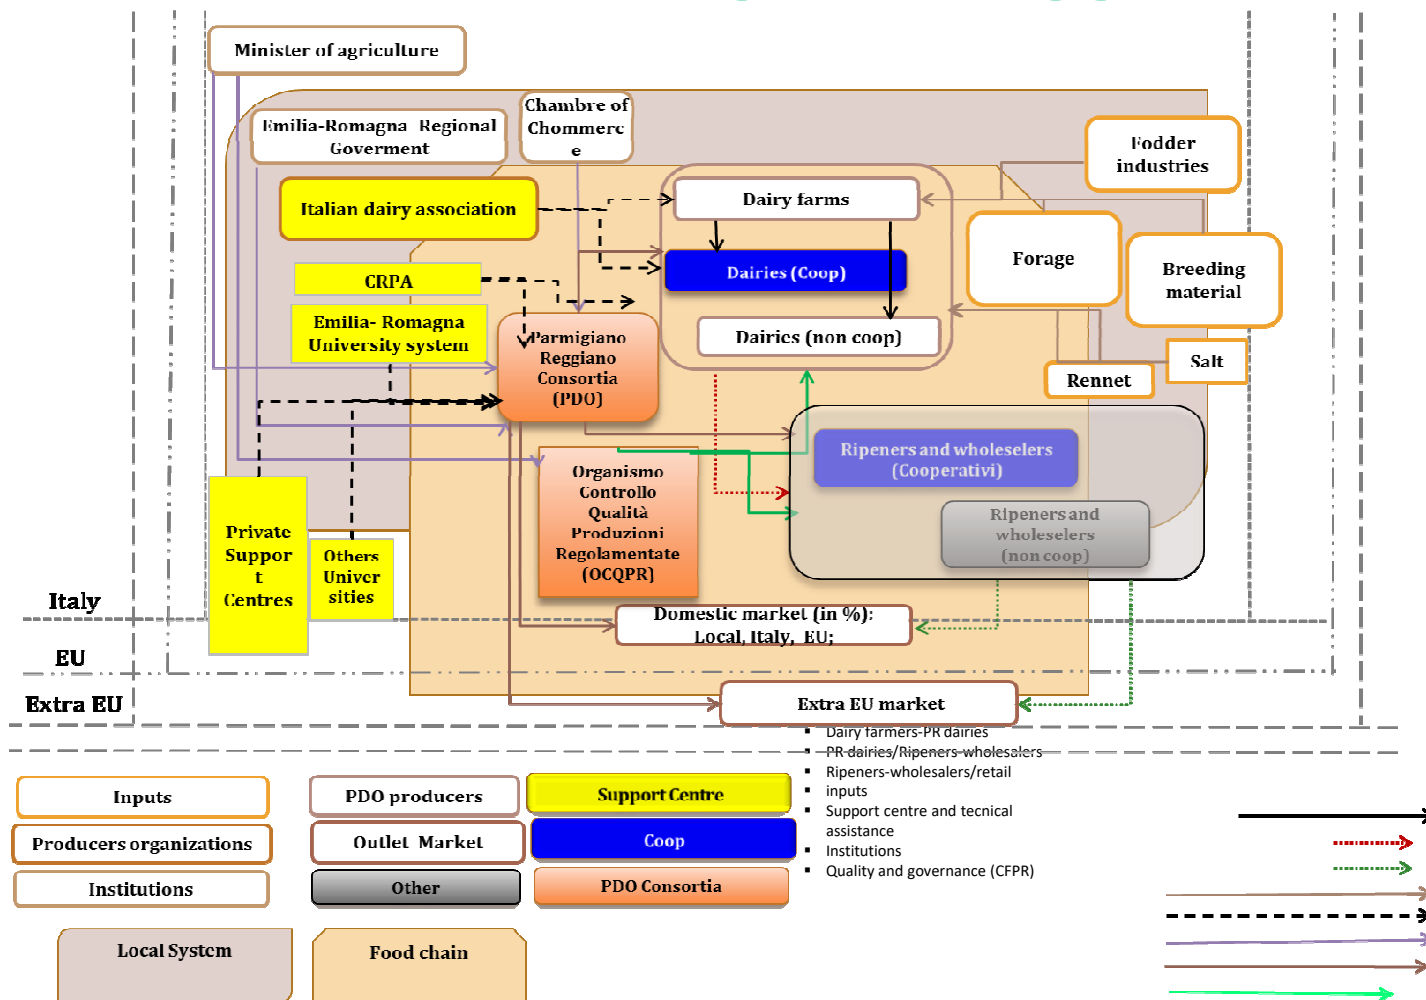 Minister of agriculture
Emilia-Romagna Regional
Goverment
Chambre of
Chommerc
e
Fodder
industries
Italian dairy association
Dairy farms
Forage
Breeding
material
CRPA
Dairies (Coop)
Emilia- Romagna
University system
Parmigiano
Reggiano
Consortia
(PDO)
Dairies (non coop)
Salt
Rennet
Ripeners and wholeselers
(Cooperativi)
Organismo
Controllo
Qualità
Produzioni
Regolamentate
(OCQPR)
Ripeners and
wholeselers
(non coop)
Private
Suppor
t
Centres
Others
Univer
sities
Italy
Domestic market (in %):
Local, Italy, EU;
EU
Extra EU
Extra EU market
▪ Dairy farmers-PR dairies
▪ PR dairies/Ripeners-wholesalers
▪ Ripeners-wholesalers/retail
▪ inputs
▪ Support centre and tecnical
assistance
▪ Institutions
▪ Quality and governance (CFPR)
Inputs
PDO producers
Support Centre
Producers organizations
Outlet Market
Coop
Institutions
Other
PDO Consortia
Local System
Food chain